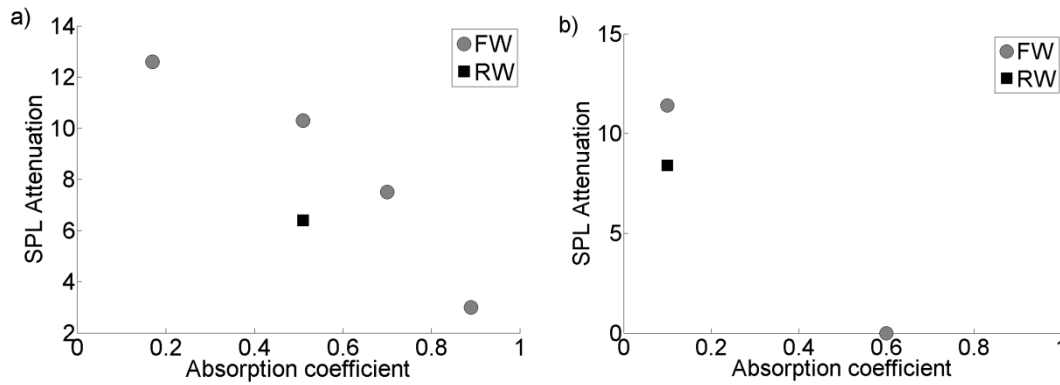 a)
14
12
10
8
6
4
2
0
0.2
0.4
0.6
0.8
1
SPL Attenuation
Absorption coefficient
FW
RW
b)
15
10
5
0
0
0.2
0.4
0.6
0.8
1
SPL Attenuation
Absorption coefficient
FW
RW